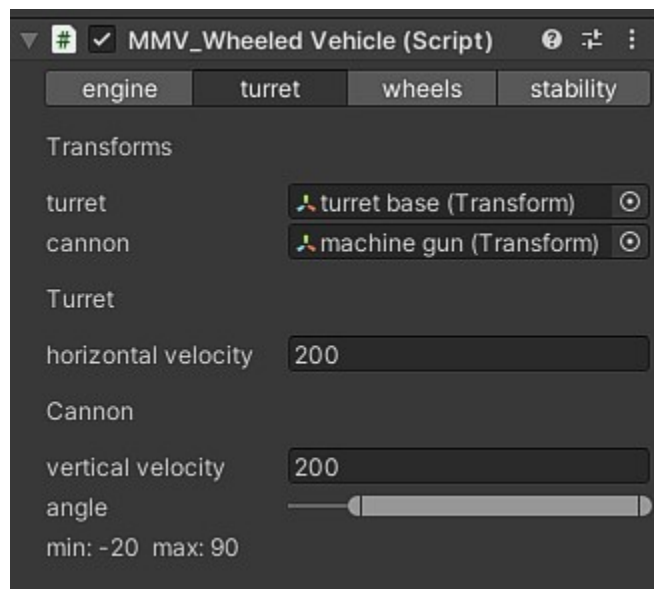 MMV_Wheeled Vehicle (Script)
engine turret wheels stability
Transforms
turret turret base (Transform)
cannon machine gun (Transform)
Turret
horizontal velocity 200
Cannon
vertical velocity 200
angle
min: -20 max: 90